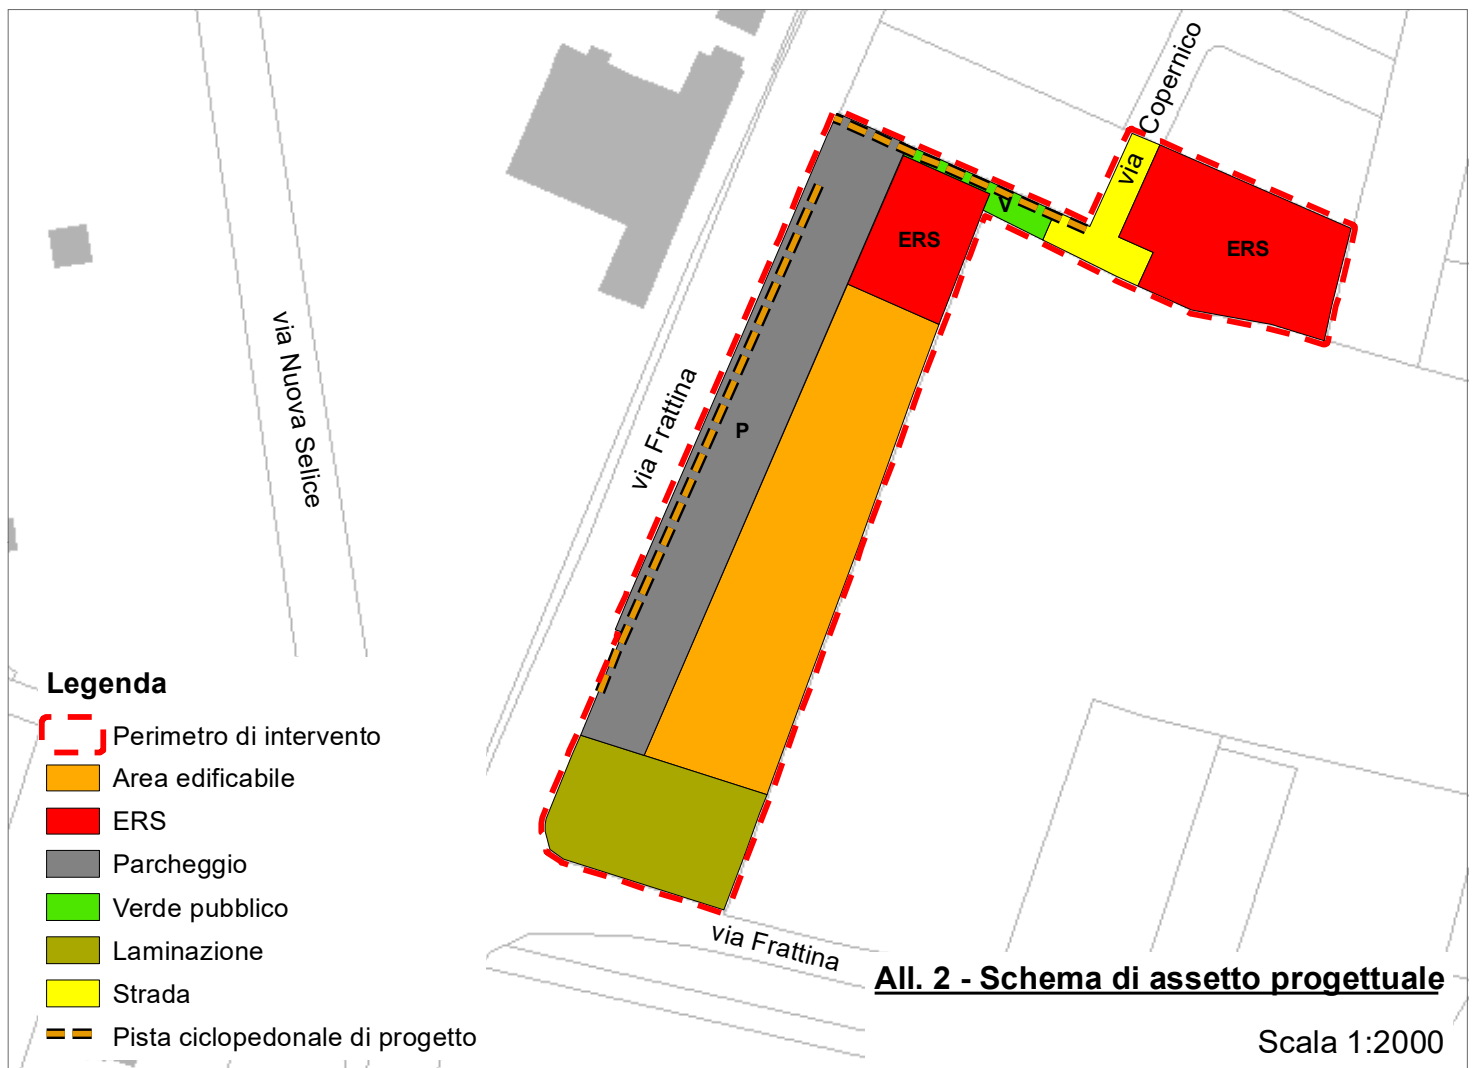 via Copernico
ERS
V
ERS
P
via Frattina
via Nuova Selice
Legenda
Perimetro di intervento
Area edificabile
ERS
Parcheggio
Verde pubblico
Laminazione
Strada
Pista ciclopedonale di progetto
via Frattina
All. 2 - Schema di assetto progettuale
Scala 1:2000